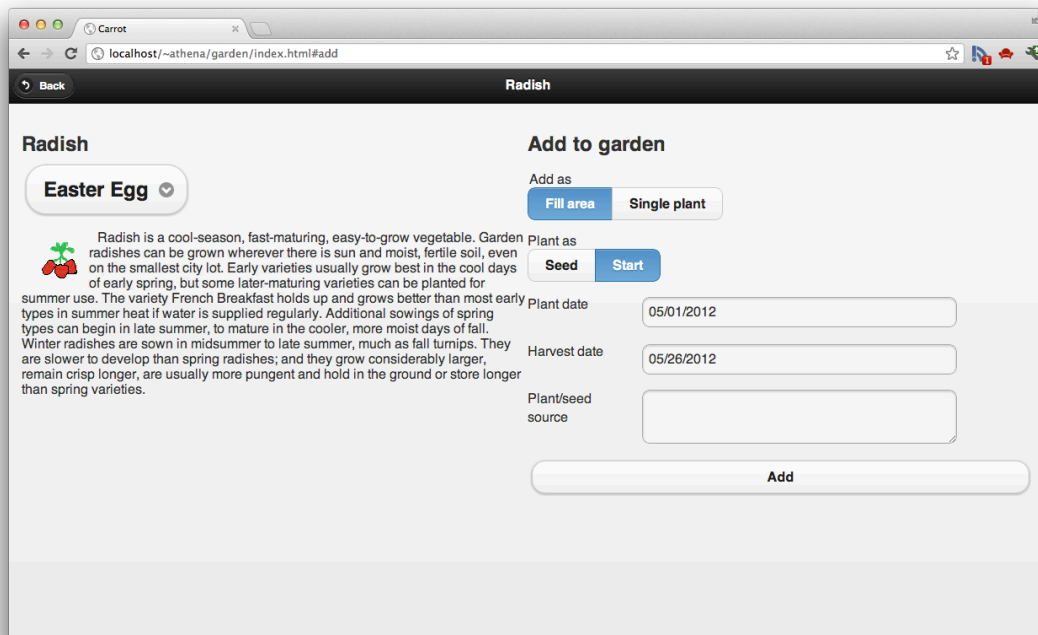 Carrot
localhost/~athena/garden/index.html#add
1
Back
Radish
Radish
Easter Egg
Radish is a cool-season, fast-maturing, easy-to-grow vegetable. Garden
radishes can be grown wherever there is sun and moist, fertile soil, even
on the smallest city lot. Early varieties usually grow best in the cool days
of early spring, but some later-maturing varieties can be planted for
summer use. The variety French Breakfast holds up and grows better than most early
types in summer heat if water is supplied regularly. Additional sowings of spring
types can begin in late summer, to mature in the cooler, more moist days of fall.
Winter radishes are sown in midsummer to late summer, much as fall turnips. They
are slower to develop than spring radishes; and they grow considerably larger,
remain crisp longer, are usually more pungent and hold in the ground or store longer
than spring varieties.
Add to garden
Add as
Fill area Single plant
Plant as
Seed Start
Plant date 05/01/2012
Harvest date 05/26/2012
Plant/seed
source
Add